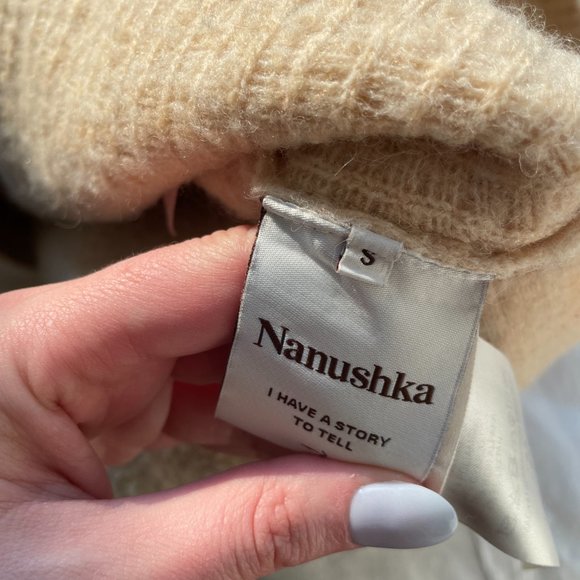 S
Nanushka
I HAVE A STORY
TO TELL